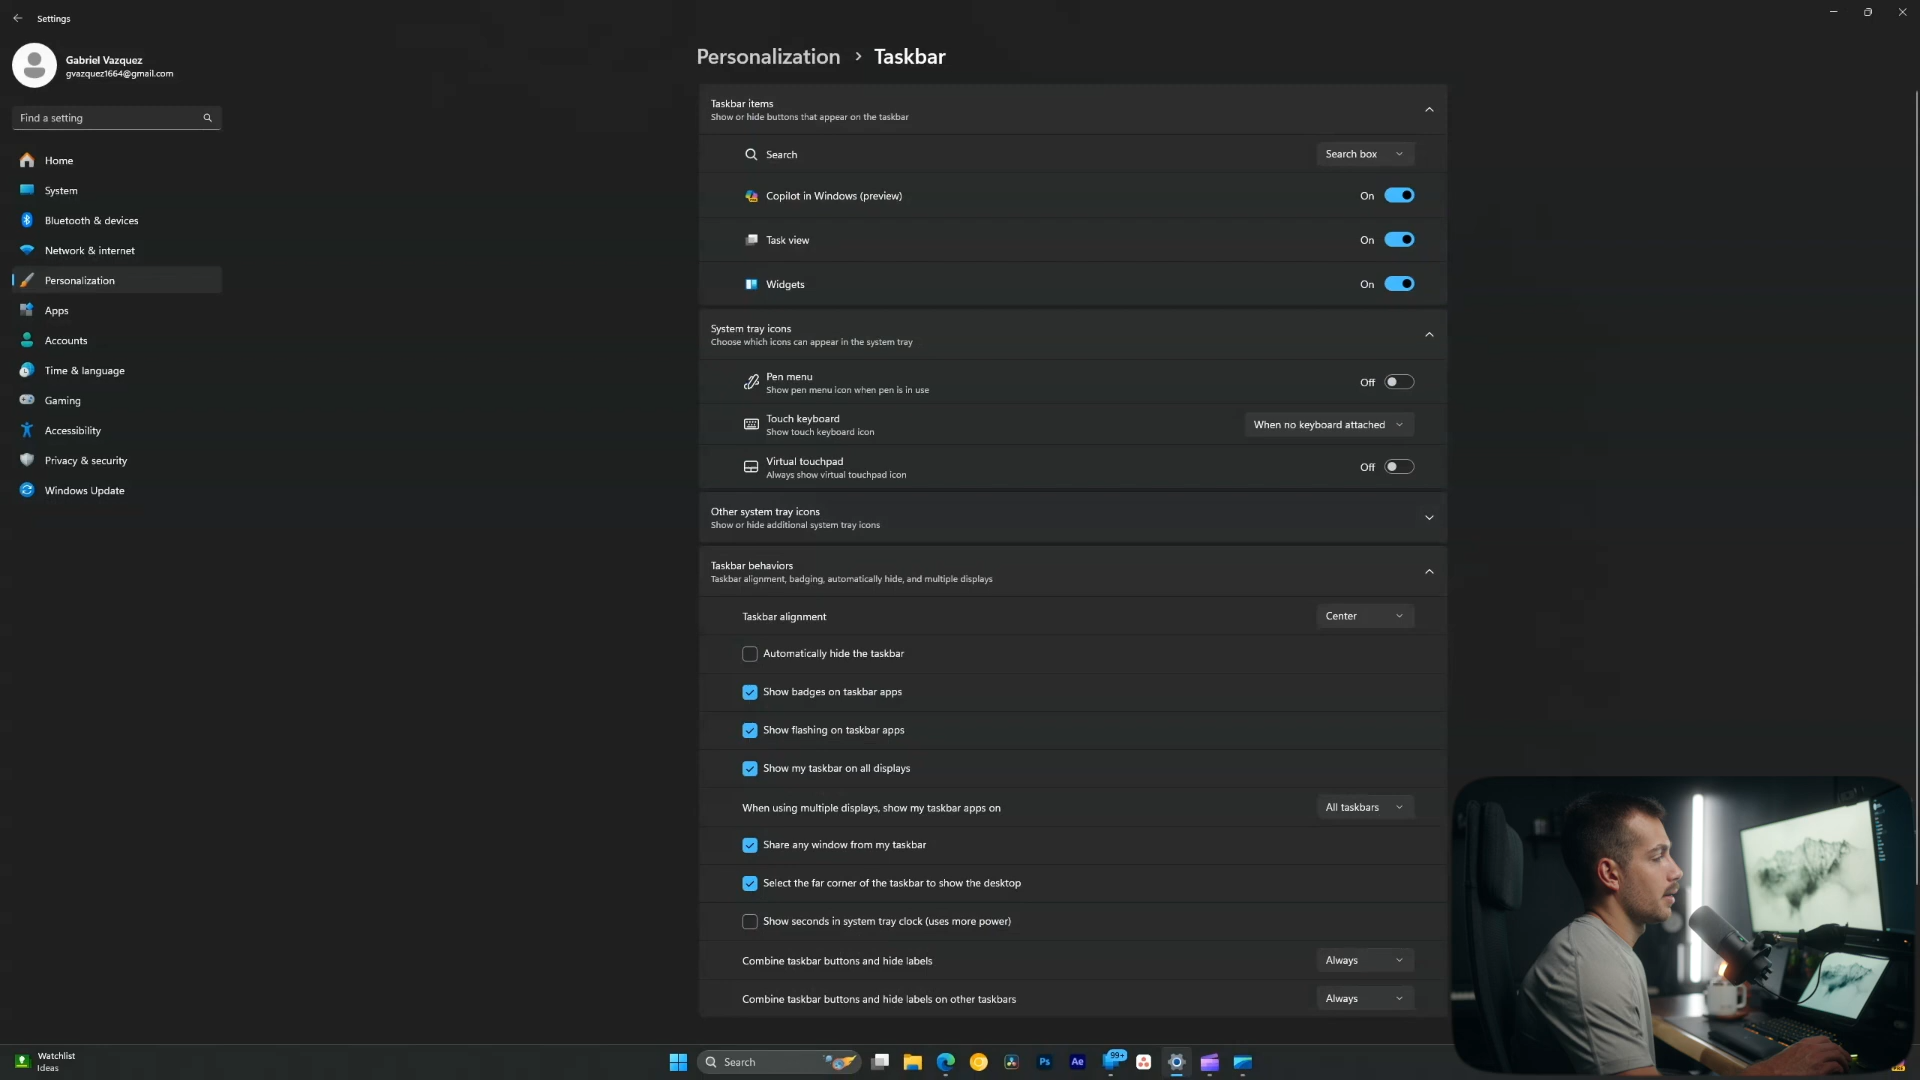 Settings
Gabriel Vazquez
gvazquez1664@gmail.com
Find a setting
Home
System
Bluetooth & devices
Network & internet
Personalization
Apps
Accounts
Time & language
Gaming
Accessibility
Privacy & security
Windows Update
Personalization > Taskbar
Taskbar items
Show or hide buttons that appear on the taskbar
Search
Search box
Copilot in Windows (preview)
On
Task view
On
Widgets
On
System tray icons
Choose which icons can appear in the system tray
Pen menu
Show pen menu icon when pen is in use
Off
Touch keyboard
Show touch keyboard icon
When no keyboard attached
Virtual touchpad
Always show virtual touchpad icon
Off
Other system tray icons
Show or hide additional system tray icons
Taskbar behaviors
Taskbar alignment, badging, automatically hide, and multiple displays
Taskbar alignment
Center
Automatically hide the taskbar
Show badges on taskbar apps
Show flashing on taskbar apps
Show my taskbar on all displays
When using multiple displays, show my taskbar apps on
All taskbars
Share any window from my taskbar
Select the far corner of the taskbar to show the desktop
Show seconds in system tray clock (uses more power)
Combine taskbar buttons and hide labels
Always
Combine taskbar buttons and hide labels on other taskbars
Always
Watchlist
Ideas
Search
Ps
Ae
99+